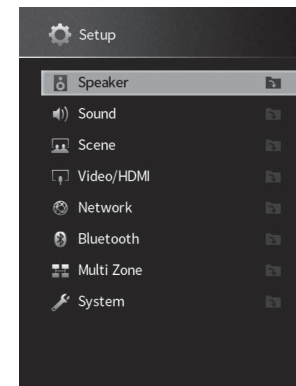 Setup
Speaker
Sound
Scene
Video/HDMI
Network
Bluetooth
Multi Zone
System